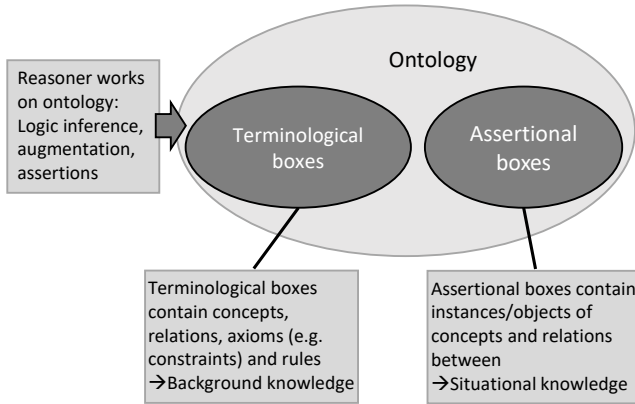 Ontology
Reasoner works
on ontology:
Logic inference,
augmentation,
assertions
Terminological
boxes
Assertional
boxes
Terminological boxes
contain concepts,
relations, axioms (e.g.
constraints) and rules
→Background knowledge
Assertional boxes contain
instances/objects of
concepts and relations
between
→Situational knowledge